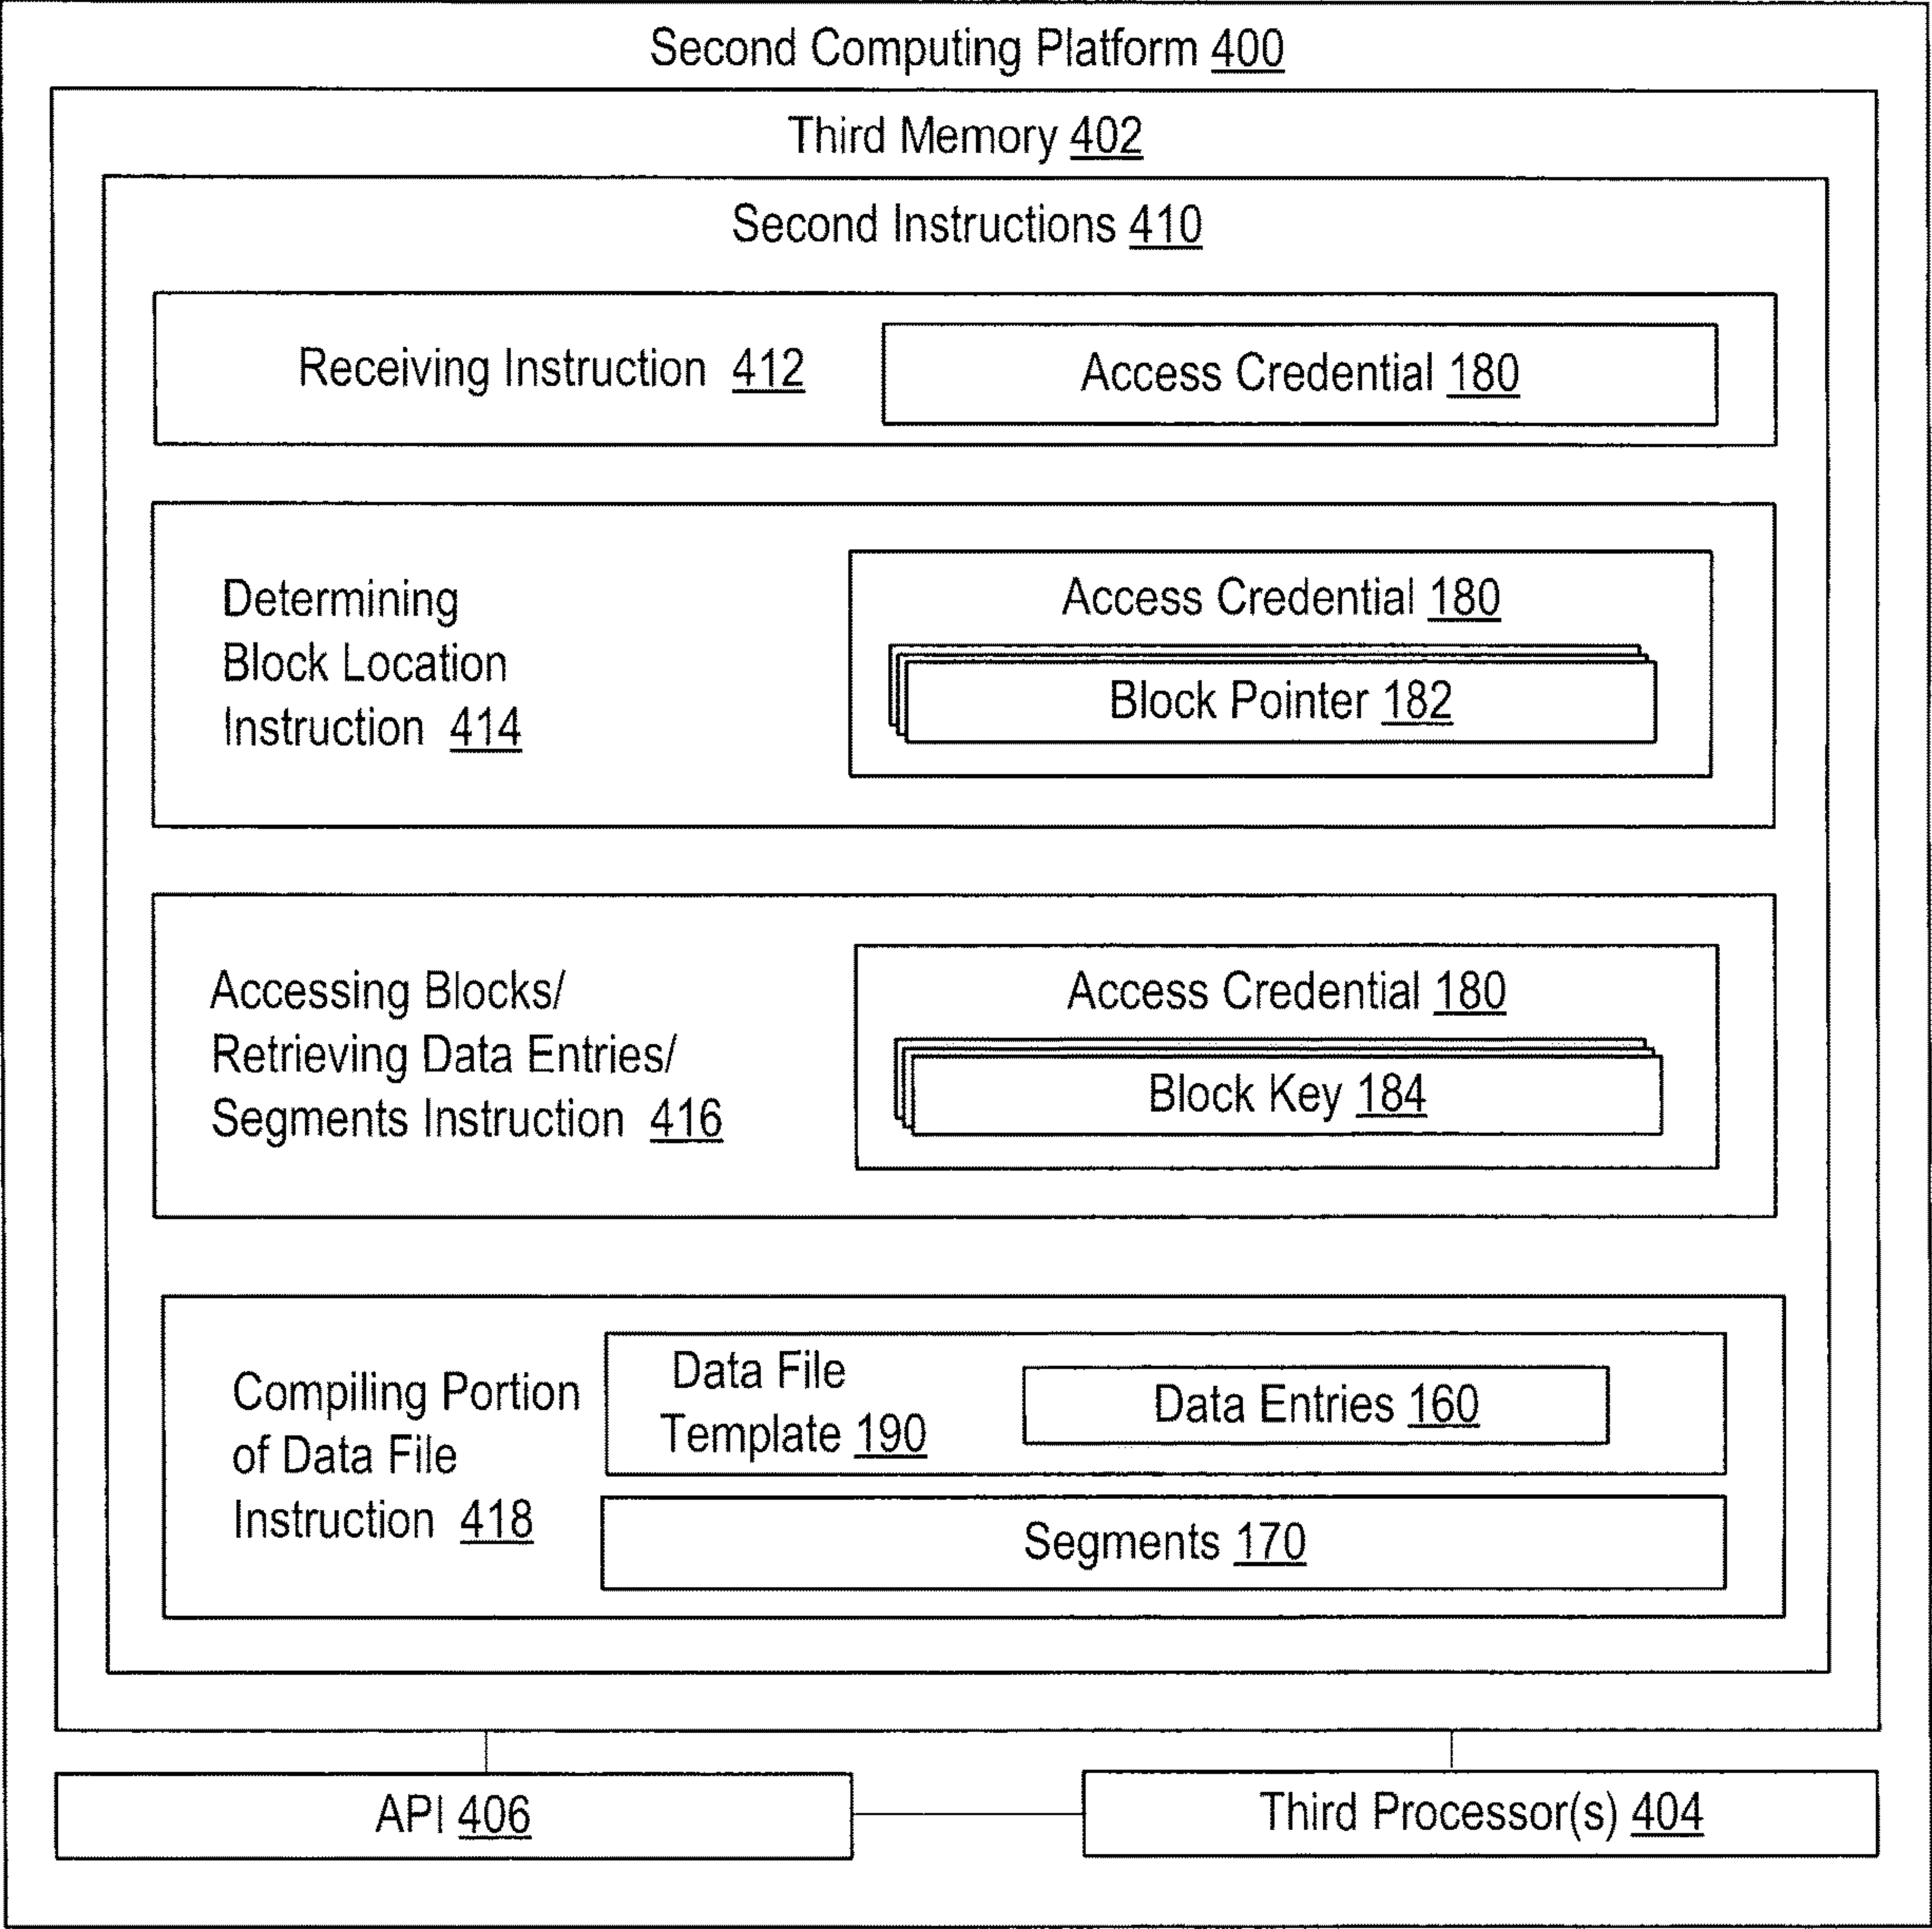 Second Computing Platform 400
Third Memory 402
Second Instructions 410
Receiving Instruction 412
Access Credential 180
Determining
Block Location
Instruction 414
Access Credential 180
Block Pointer 182
Accessing Blocks/
Retrieving Data Entries/
Segments Instruction 416
Access Credential 180
Block Key 184
Compiling Portion
of Data File
Instruction 418
Data File
Template 190
Data Entries 160
Segments 170
API 406
Third Processor(s) 404